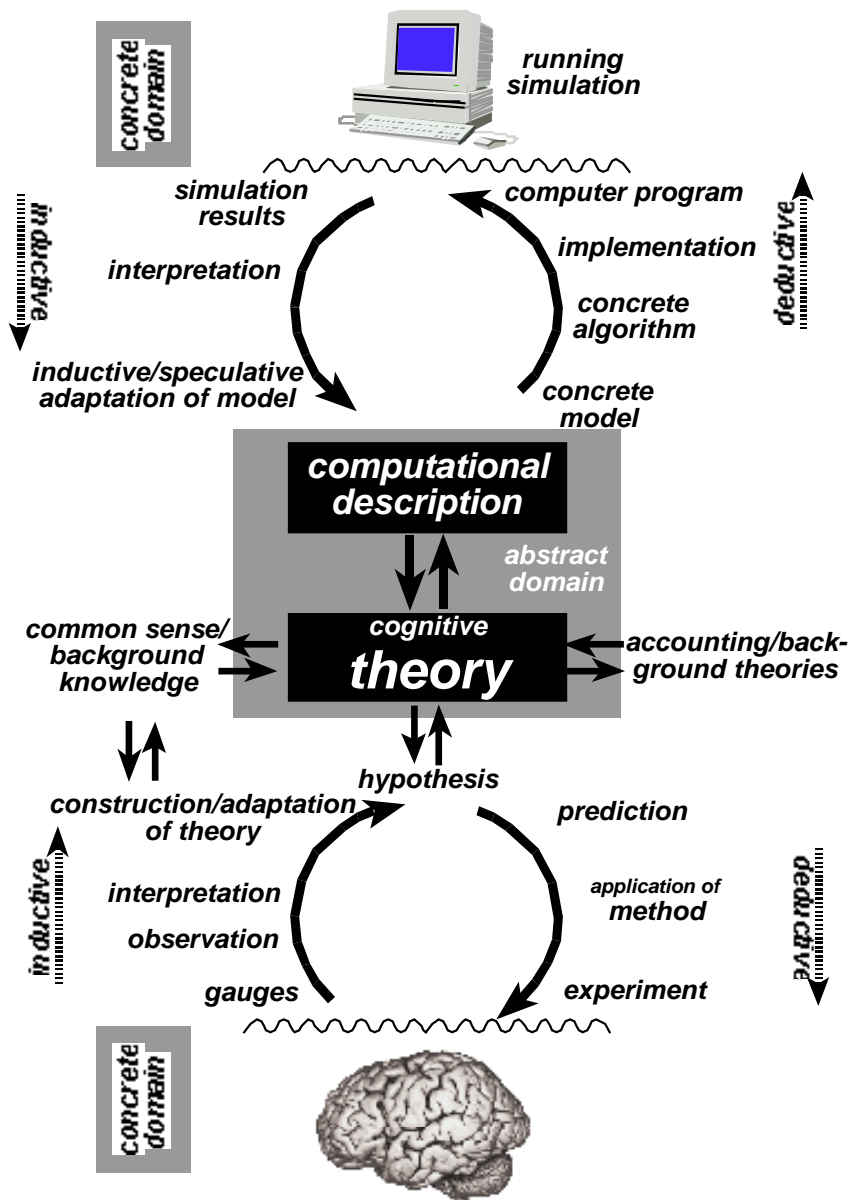 concrete
domain
running
simulation
simulation
results
computer program
inductive
deductive
interpretation
implementation
concrete
algorithm
inductive/speculative
adaptation of model
concrete
model
computational
description
abstract
domain
common sense/
background
knowledge
cognitive
theory
accounting/back-
ground theories
hypothesis
construction/adaptation
of theory
prediction
inductive
deductive
interpretation
application of
method
observation
gauges
experiment
concrete
domain